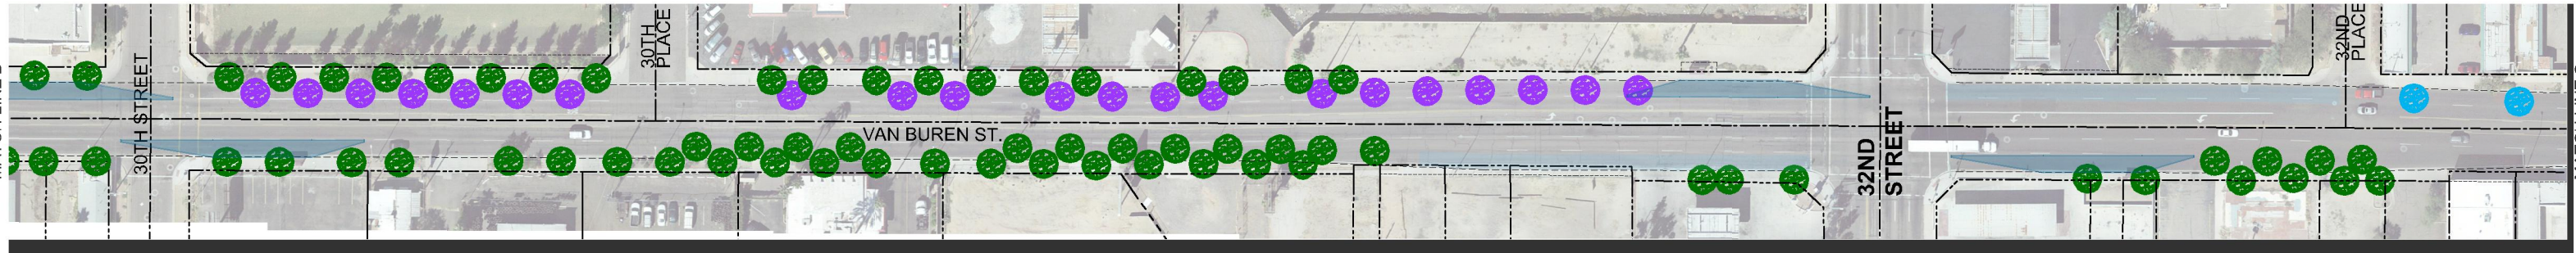 30TH STREET
30TH
PLACE
VAN BUREN ST.
32ND
STREET
32ND
PLACE